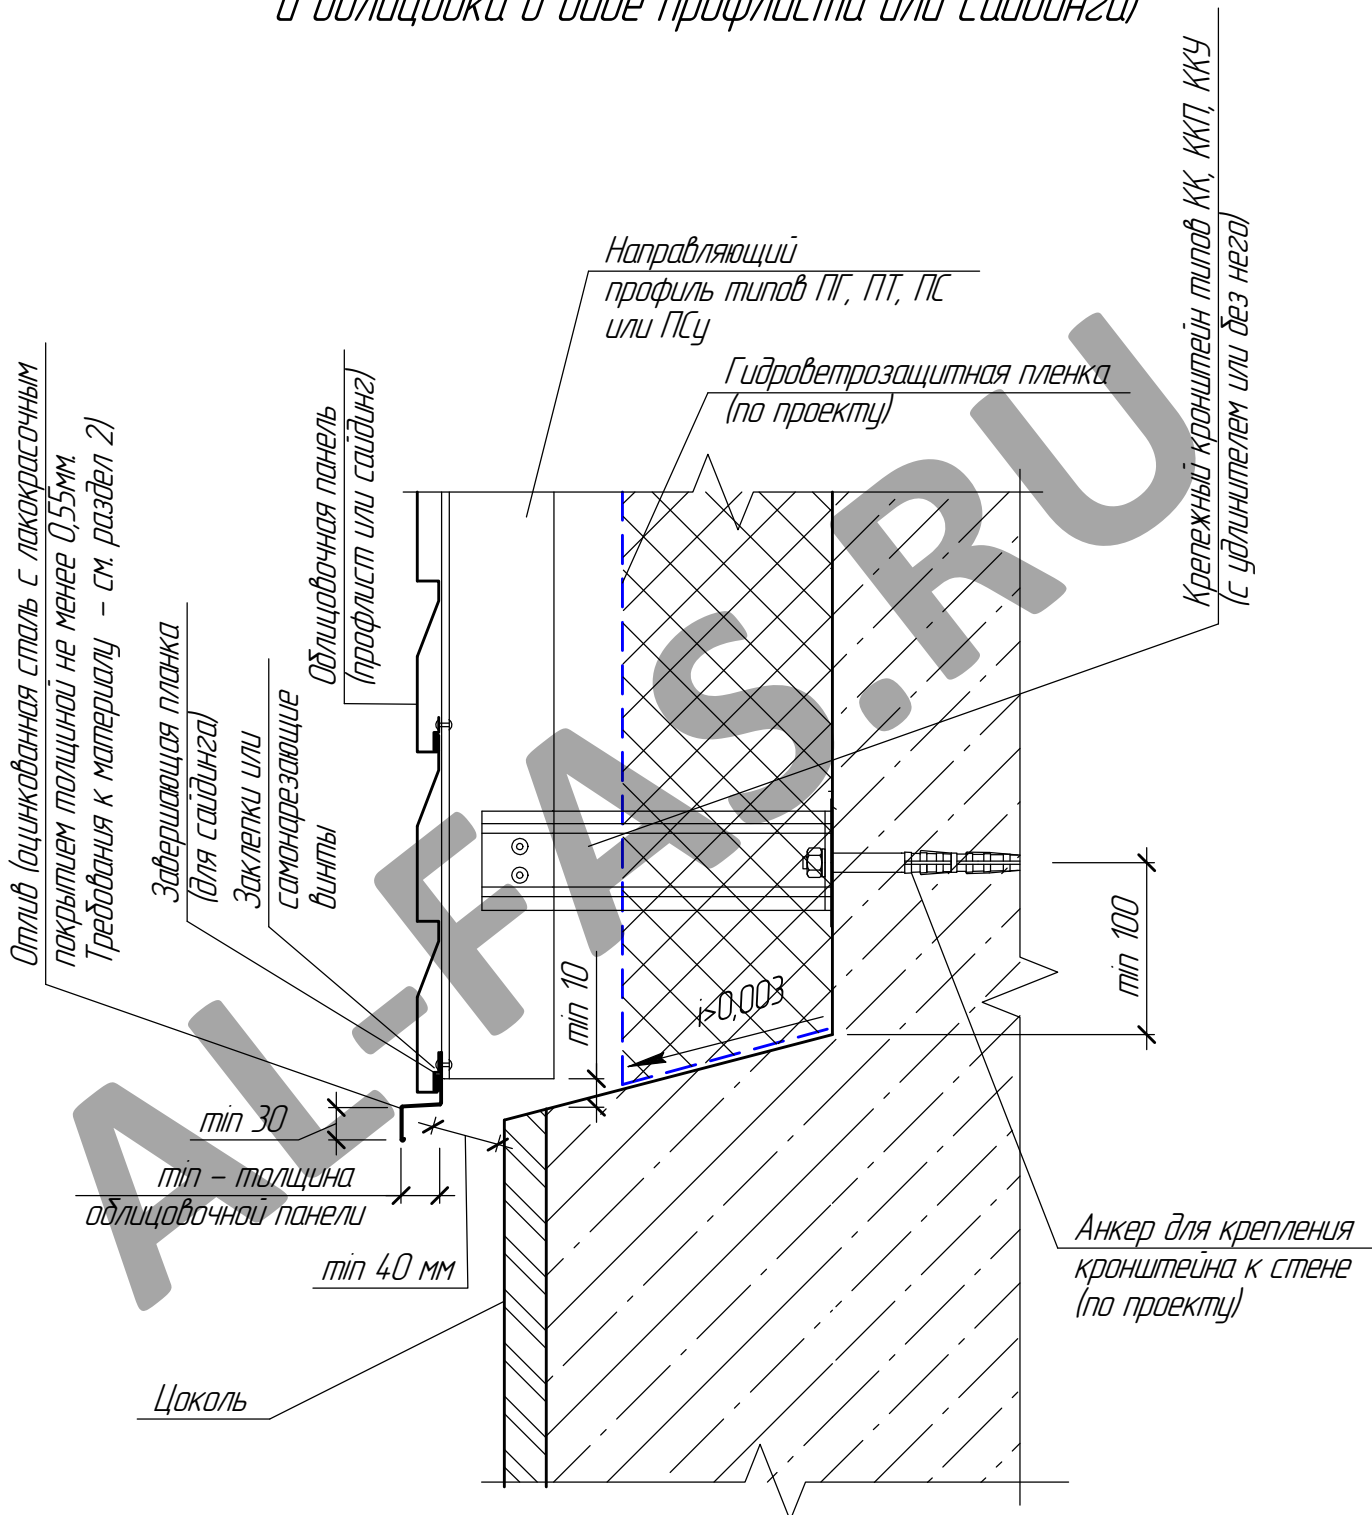 и облицовки в виде профлиста или сайдинга)
Крепежный кронштейн типов КК, ККП, ККУ
(с удлинителем или без него)
Направляющий
профиль типов ПГ, ПТ, ПС
или ПСу
Гидроветрозащитная пленка
(по проекту)
Отлив (оцинкованная сталь с лакокрасочным
покрытием толщиной не менее 0,55мм.
Требования к материалу - см. раздел 2)
Облицовочная панель
(профлист или сайдинг)
Завершающая планка
(для сайдинга)
Заклепки или
самонарезающие
винты
min 10
i>0,003
min 100
min 30
min - толщина
облицовочной панели
min 40 мм
Анкер для крепления
кронштейна к стене
(по проекту)
Цоколь
AL-FAS.RU